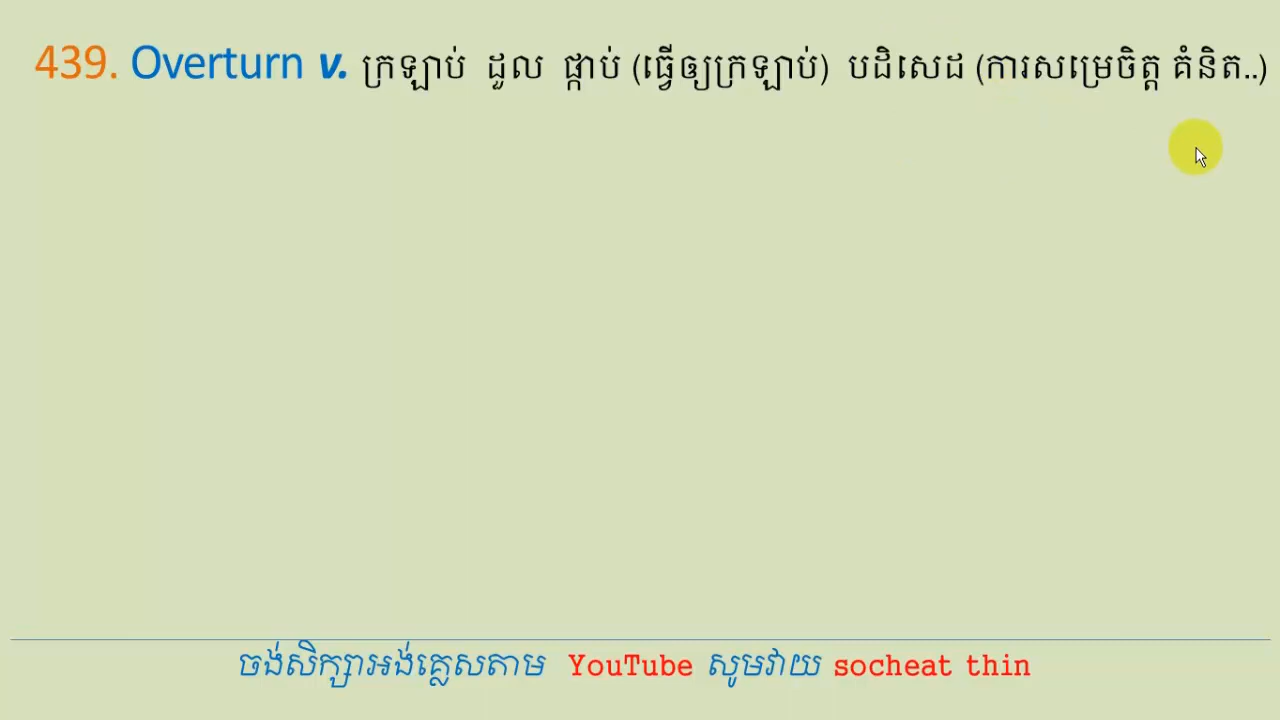 439. Overturn v. ក្រឡាប់ ដួល ផ្កាប់ (ធ្វើឲ្យក្រឡាប់) បដិសេដ (ការសម្រេចិត្ត គំនិត..)
ចង់សិក្សាអង់គ្លេសតាម YouTube សូមវាយ socheat thin